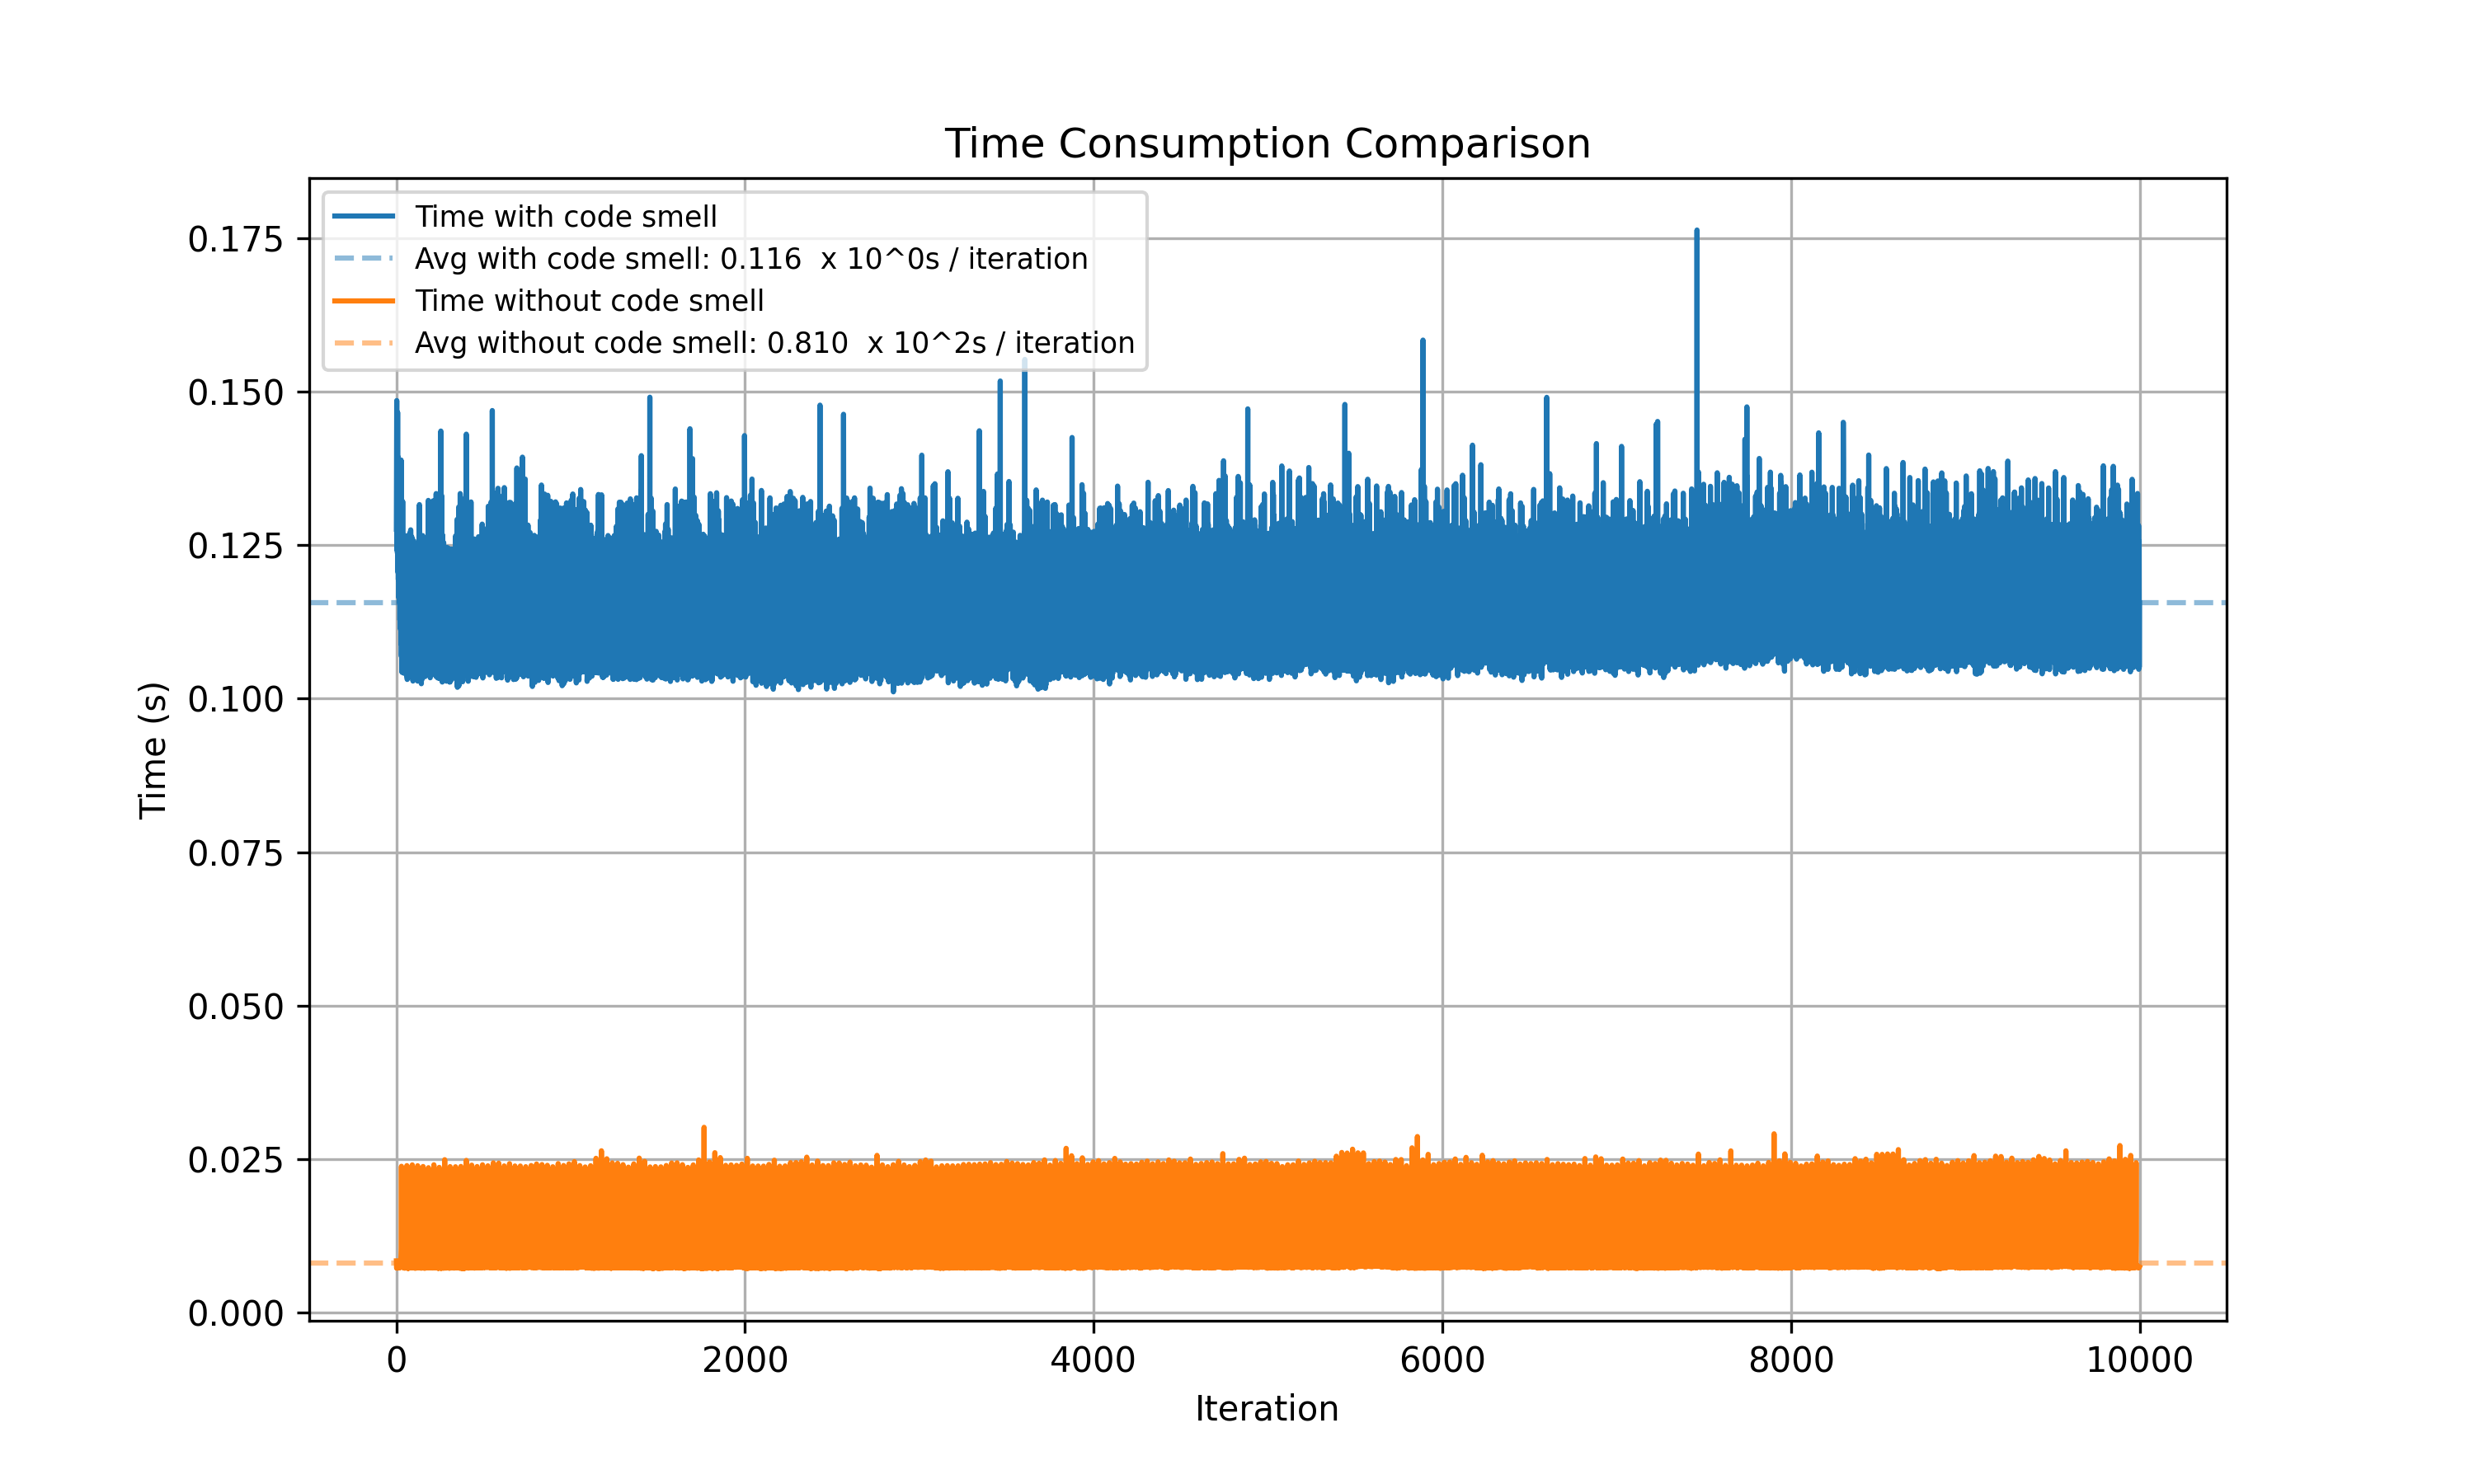 Time Consumption Comparison
Time with code smell
Avg with code smell: 0.116  x 10^0s / iteration
Time without code smell
Avg without code smell: 0.810  x 10^2s / iteration
0.175
0.150
0.125
0.100
0.075
0.050
0.025
0.000
Time (s)
0 2000 4000 6000 8000 10000
Iteration